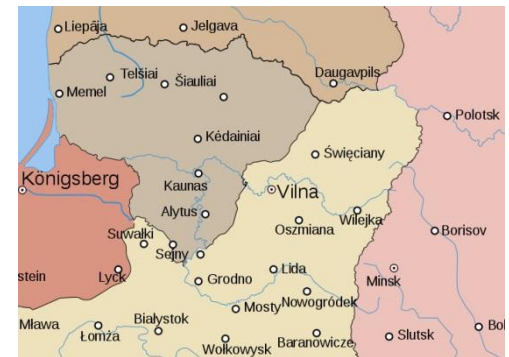 Liepāja
Jelgava
Telšiai
Šiauliai
Daugavpils
Memel
Polotsk
Kėdainiai
Święciany
Königsberg
Kaunas
Vilna
Alytus
Wilejka
Oszmiana
Suwałki
Borisov
Sejny
Lyck
Lida
Minsk
stein
Grodno
Nowogródek
Mosty
Mława
Białystok
Łomża
Baranowicze
Slutsk
Bol
Wołkowysk